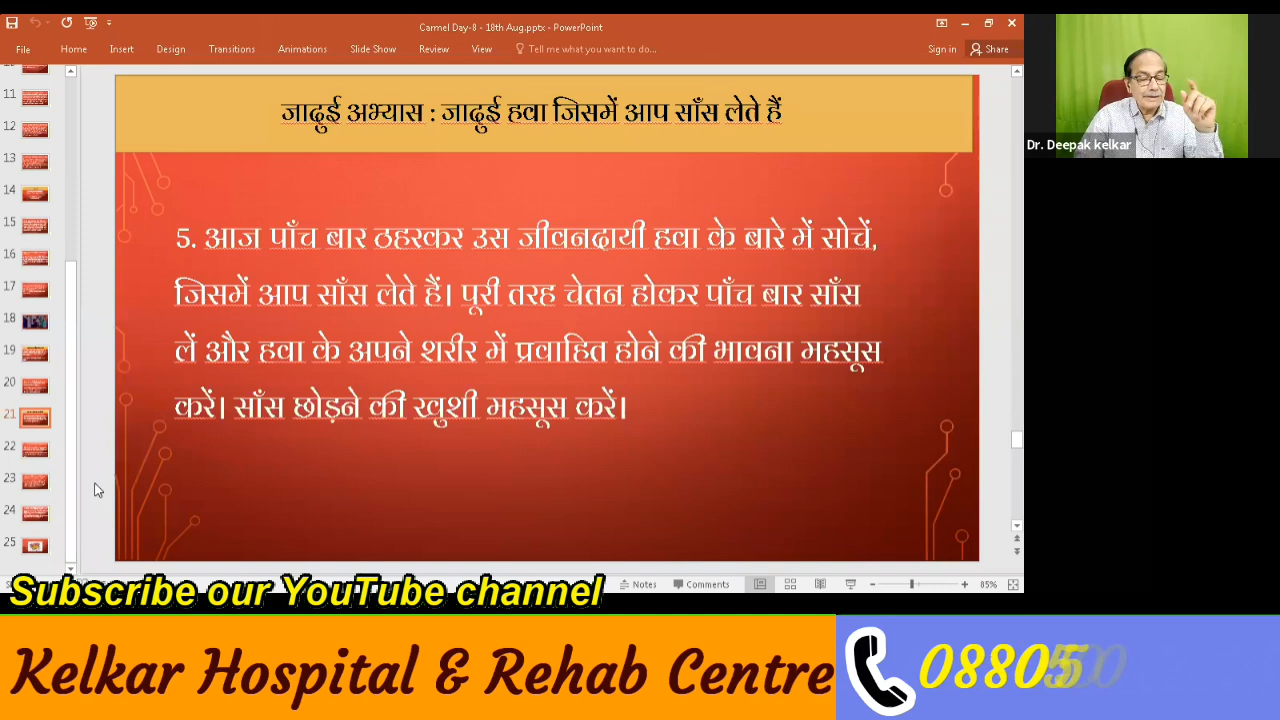 Carmel Day-8 - 18th Aug.pptx - PowerPoint
File Home Insert Design Transitions Animations Slide Show Review View Tell me what you want to do... Sign in Share
11
12
13
14
15
16
17
18
19
20
21
22
23
24
25
जादुई अभ्यास : जादुई हवा जिसमें आप साँस लेते हैं
5. आज पाँच बार ठहरकर उस जीवनदायी हवा के बारे में सोचें,
जिसमें आप साँस लेते हैं। पूरी तरह चेतन होकर पाँच बार साँस
लें और हवा के अपने शरीर में प्रवाहित होने की भावना महसूस
करें। साँस छोड़ने की खुशी महसूस करें।
Dr. Deepak kelkar
Notes Comments 85%
Subscribe our YouTube channel
Kelkar Hospital & Rehab Centre
0880